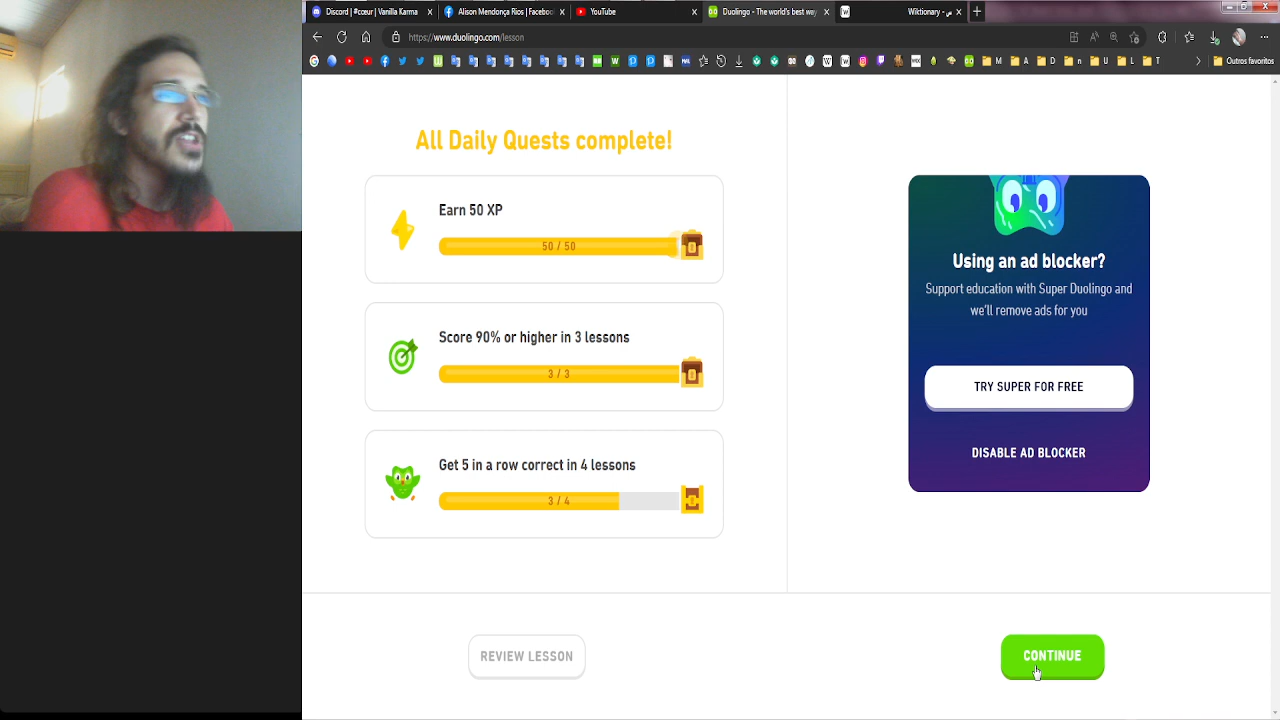 Discord | #cœur | Vanilla Karma
Alison Mendonça Rios | Facebo
YouTube
Duolingo - The world's best way
Wiktionary - س
https://www.duolingo.com/lesson
M
A
D
n
U
L
T
Outros favoritos
All Daily Quests complete!
Earn 50 XP
50 / 50
Score 90% or higher in 3 lessons
3 / 3
Get 5 in a row correct in 4 lessons
3 / 4
Using an ad blocker?
Support education with Super Duolingo and
we'll remove ads for you
TRY SUPER FOR FREE
DISABLE AD BLOCKER
REVIEW LESSON
CONTINUE